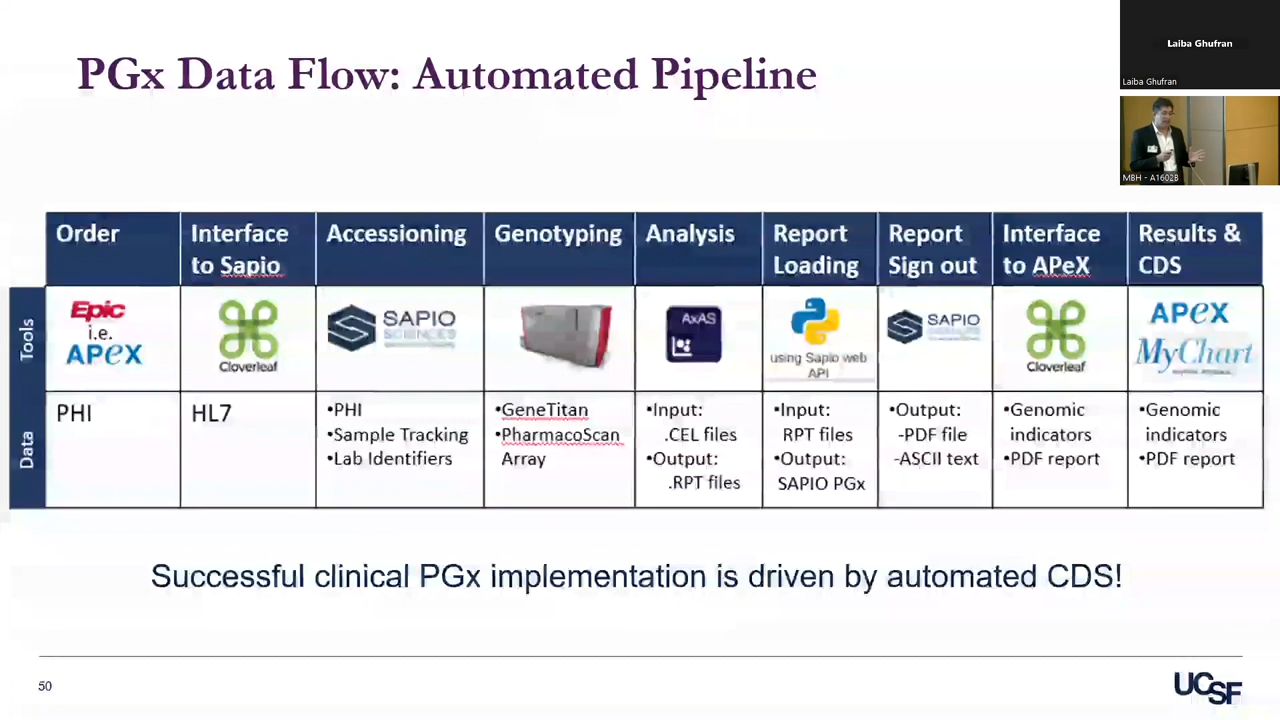 PGx Data Flow: Automated Pipeline
Laiba Ghufran
Laiba Ghufran
MBH - A1602B
Order
Interface
to Sapio
Accessioning
Genotyping
Analysis
Report
Loading
Report
Sign out
Interface
to APeX
Results &
CDS
Tools
Epic
i.e.
APeX
Cloverleaf
SAPIO
SCIENCES
AxAS
using Sapio web
API
SAPIO
SCIENCES
Cloverleaf
APeX
MyChart
Data
PHI
HL7
•PHI
•Sample Tracking
•Lab Identifiers
•GeneTitan
•PharmacoScan
Array
•Input:
.CEL files
•Output:
.RPT files
•Input:
RPT files
•Output:
SAPIO PGx
•Output:
-PDF file
-ASCII text
•Genomic
indicators
•PDF report
•Genomic
indicators
•PDF report
Successful clinical PGx implementation is driven by automated CDS!
50
UCSF